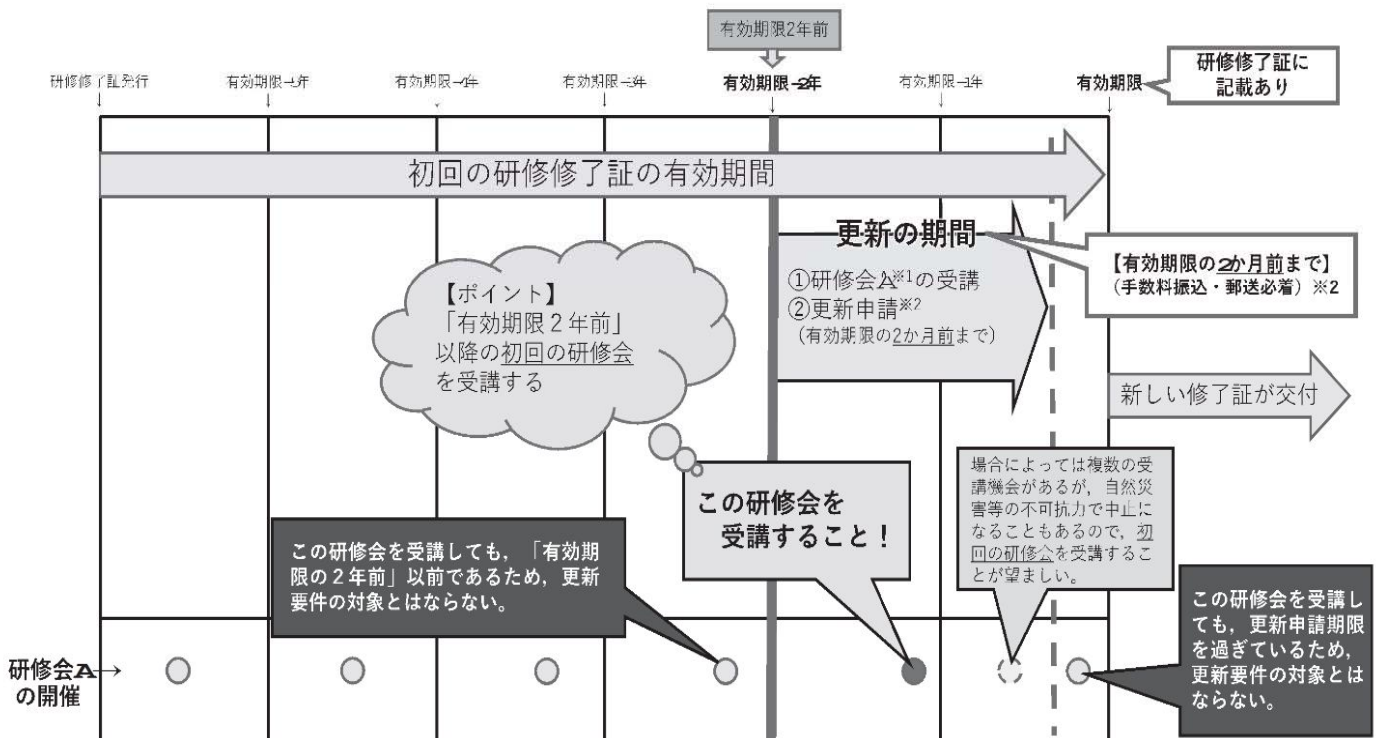 有効期限2年前
研修修了証発行
有効期限-5年
有効期限-4年
有効期限-3年
有効期限-2年
有効期限-1年
有効期限
研修修了証に
記載あり
初回の研修修了証の有効期間
更新の期間
①研修会A※1の受講
②更新申請※2
(有効期限の2か月前まで)
【有効期限の2か月前まで】
(手数料振込・郵送必着)※2
【ポイント】
「有効期限2年前」
以降の初回の研修会
を受講する
新しい修了証が交付
この研修会を
受講すること!
場合によっては複数の受
講機会があるが,自然災
害等の不可抗力で中止に
なることもあるので,初
回の研修会を受講するこ
とが望ましい。
この研修会を受講しても,「有効期
限の2年前」以前であるため,更新
要件の対象とはならない。
この研修会を受講し
ても,更新申請期限
を過ぎているため,
更新要件の対象とは
ならない。
研修会A→
の開催